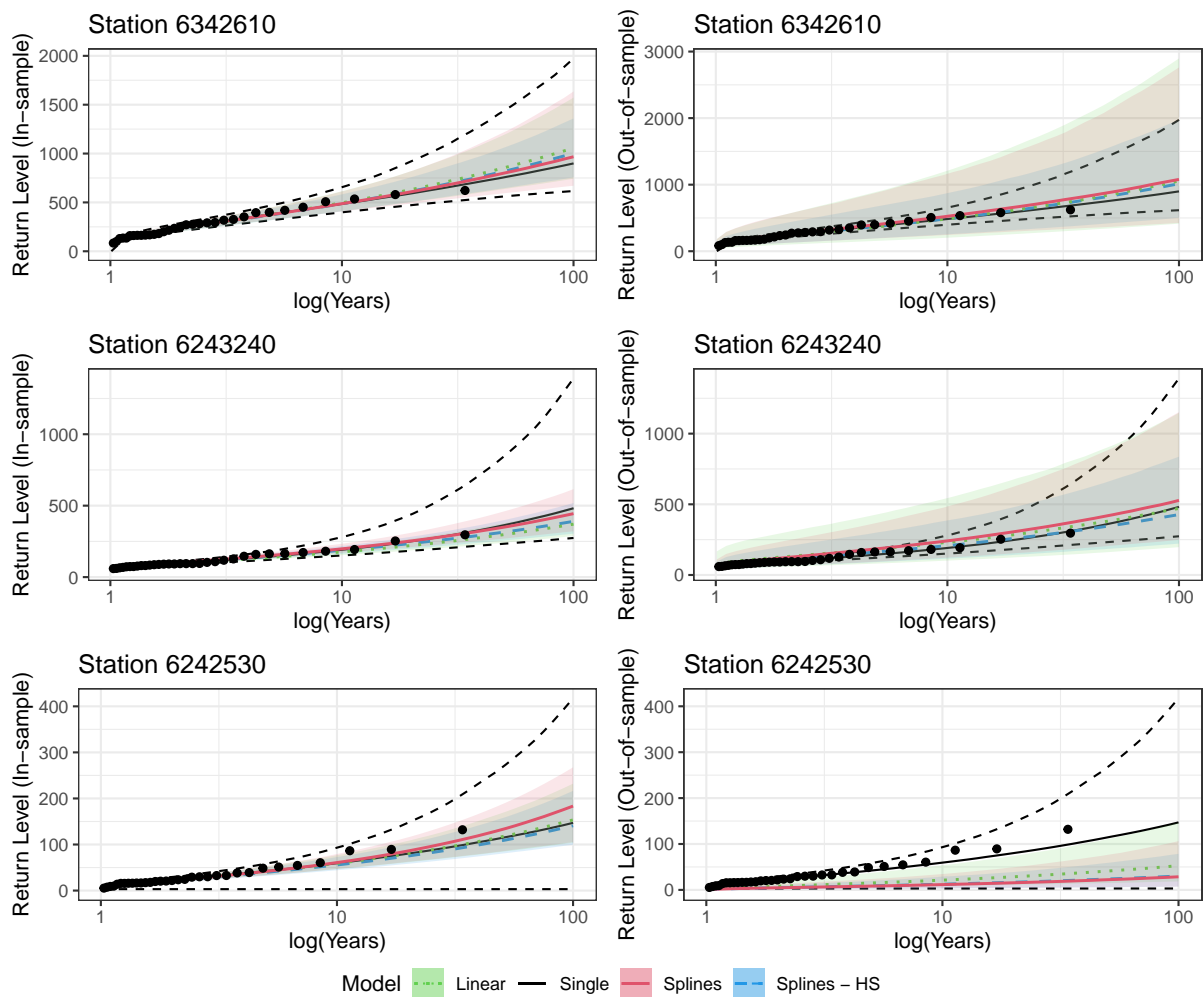 Station 6342610
Return Level (In−sample)
2000
1500
1000
500
0
1
10
100
log(Years)
Station 6342610
Return Level (Out−of−sample)
3000
2000
1000
0
1
10
100
log(Years)
Station 6243240
Return Level (In−sample)
1000
500
0
1
10
100
log(Years)
Station 6243240
Return Level (Out−of−sample)
1000
500
0
1
10
100
log(Years)
Station 6242530
Return Level (In−sample)
400
300
200
100
0
1
10
100
log(Years)
Station 6242530
Return Level (Out−of−sample)
400
300
200
100
0
1
10
100
log(Years)
Model Linear Single Splines Splines − HS